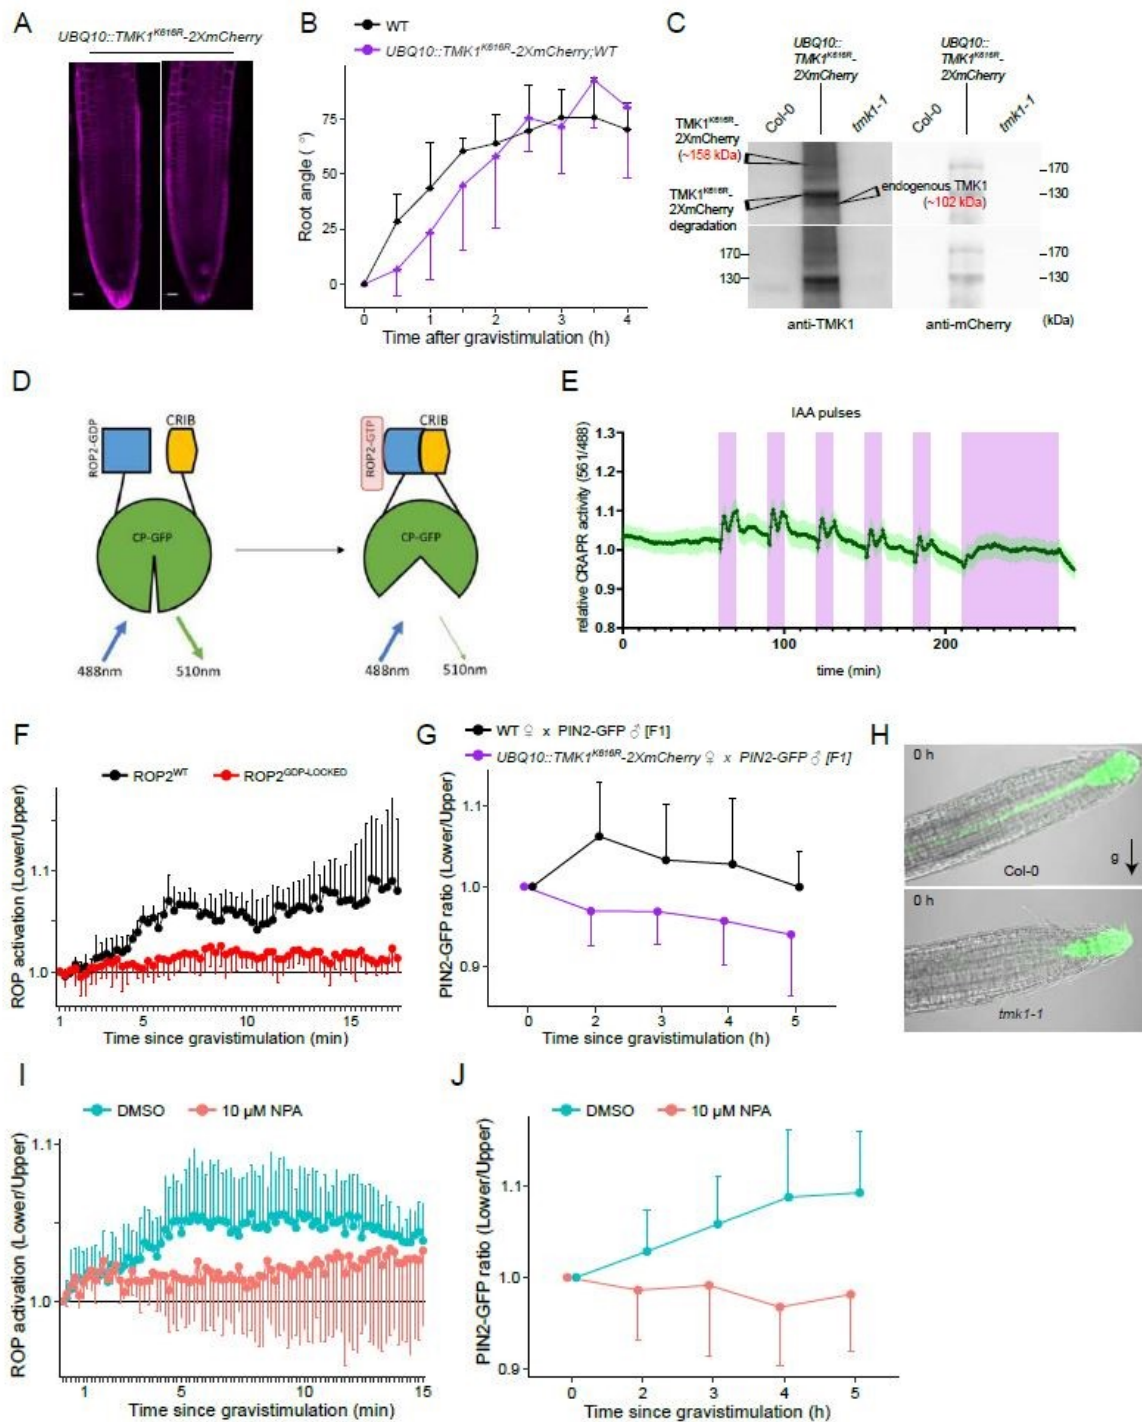 A
UBQ10::TMK1K616R-2XmCherry
B
WT
UBQ10::TMK1K616R-2XmCherry;WT
Root angle (°)
75
50
25
0
0 1 2 3 4
Time after gravistimulation (h)
C
UBQ10::
TMK1K616R-
2XmCherry
UBQ10::
TMK1K616R-
2XmCherry
Col-0
tmk1-1
Col-0
tmk1-1
TMK1K616R-
2XmCherry
(~158 kDa)
TMK1K616R-
2XmCherry
degradation
endogenous TMK1
(~102 kDa)
-170
-130
170-
130-
-170
-130
anti-TMK1
anti-mCherry
(kDa)
D
ROP2-GDP
CRIB
CP-GFP
488nm
510nm
ROP2-GTP
CRIB
CP-GFP
488nm
510nm
E
IAA pulses
relative CRAPR activity (561/488)
1.3
1.2
1.1
1.0
0.9
0.8
0 100 200
time (min)
F
ROP2WT
ROP2GDP-LOCKED
ROP activation (Lower/Upper)
1.1
1.0
1 5 15
Time since gravistimulation (min)
G
WT ♀ x PIN2-GFP ♂ [F1]
UBQ10::TMK1K616R-2XmCherry ♀ x PIN2-GFP ♂ [F1]
PIN2-GFP ratio (Lower/Upper)
1.1
1.0
0.9
0 2 3 4 5
Time since gravistimulation (h)
H
0 h
g
Col-0
0 h
tmk1-1
I
DMSO
10 µM NPA
ROP activation (Lower/Upper)
1.1
1.0
1 5 10 15
Time since gravistimulation (min)
J
DMSO
10 µM NPA
PIN2-GFP ratio (Lower/Upper)
1.1
1.0
0.9
0 2 3 4 5
Time since gravistimulation (h)